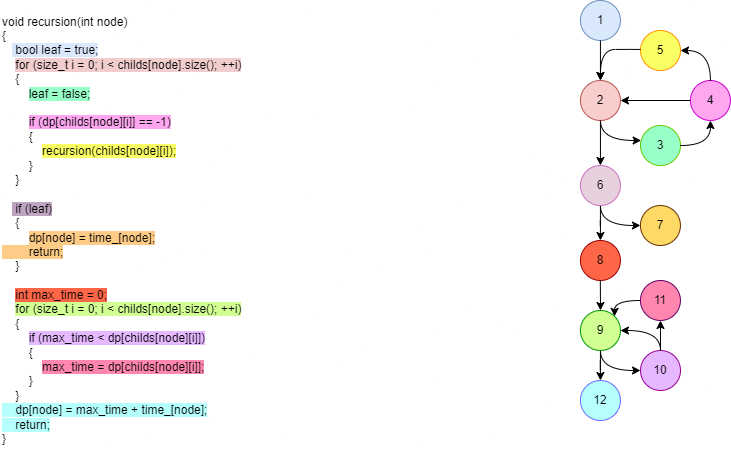 void recursion(int node)
{
bool leaf = true;
for (size_t i = 0; i < childs[node].size(); ++i)
{
leaf = false;
if (dp[childs[node][i]] == -1)
{
recursion(childs[node][i]);
}
}
if (leaf)
{
dp[node] = time_[node];
return;
}
int max_time = 0;
for (size_t i = 0; i < childs[node].size(); ++i)
{
if (max_time < dp[childs[node][i]])
{
max_time = dp[childs[node][i]];
}
}
dp[node] = max_time + time_[node];
return;
}
1
5
2
4
3
6
7
8
11
9
10
12